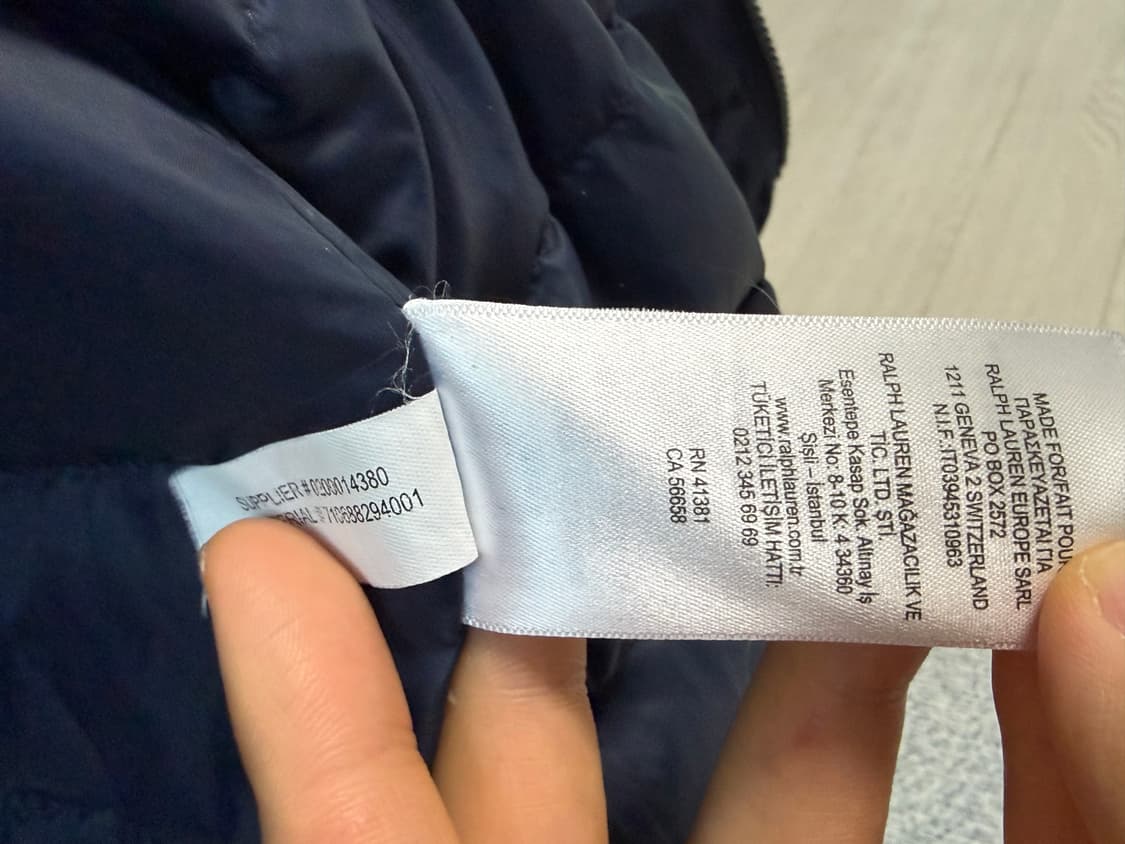 MADE FOR/FAIT POUR
ΠΑΡΑΣΚΕΥΑΖΕΤΑΙ ΓΙΑ
RALPH LAUREN EUROPE SARL
PO BOX 2572
1211 GENEVA 2 SWITZERLAND
N.I.F.:IT03945310963
RALPH LAUREN MAĞAZACILIK VE
TİC. LTD. ŞTİ.
Esentepe Kasap Sok. Altınay İş
Merkezi No: 8-10 K: 4 34360
Şişli – İstanbul
www.ralphlauren.com.tr
TÜKETİCİ İLETİŞİM HATTI:
0212 345 69 69
RN 41381
CA 56658
SUPPLIER#0200014380
#710688294001